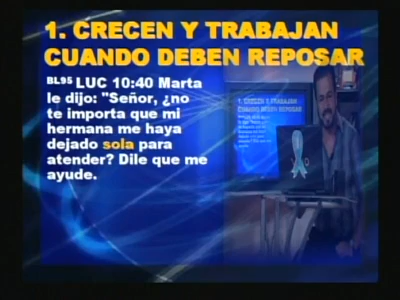 1. CRECEN Y TRABAJAN
CUANDO DEBEN REPOSAR
BL95 LUC 10:40 Marta
le dijo: "Señor, ¿no
te importa que mi
hermana me haya
dejado sola para
atender? Dile que me
ayude.
1. CRECEN Y TRABAJAN
CUANDO DEBEN REPOSAR